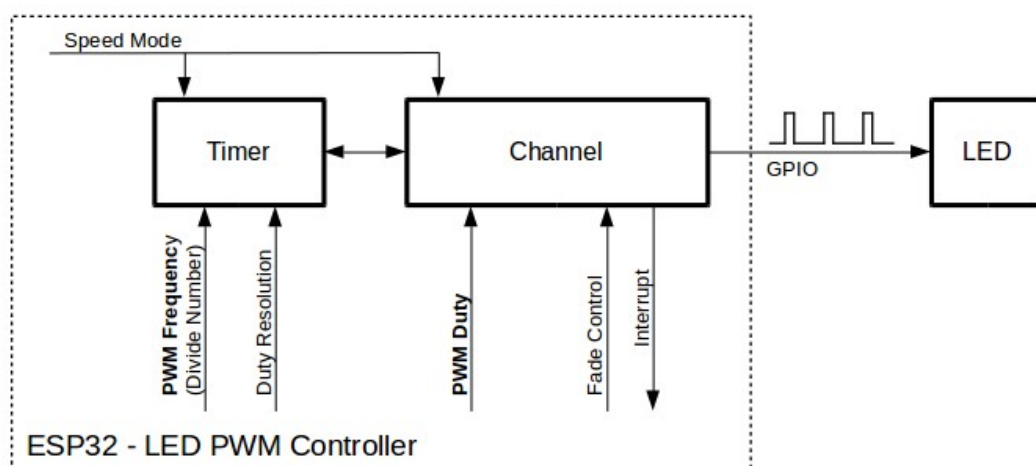 Speed Mode
Timer
Channel
GPIO
LED
PWM Frequency
(Divide Number)
Duty Resolution
PWM Duty
Fade Control
Interrupt
ESP32 - LED PWM Controller